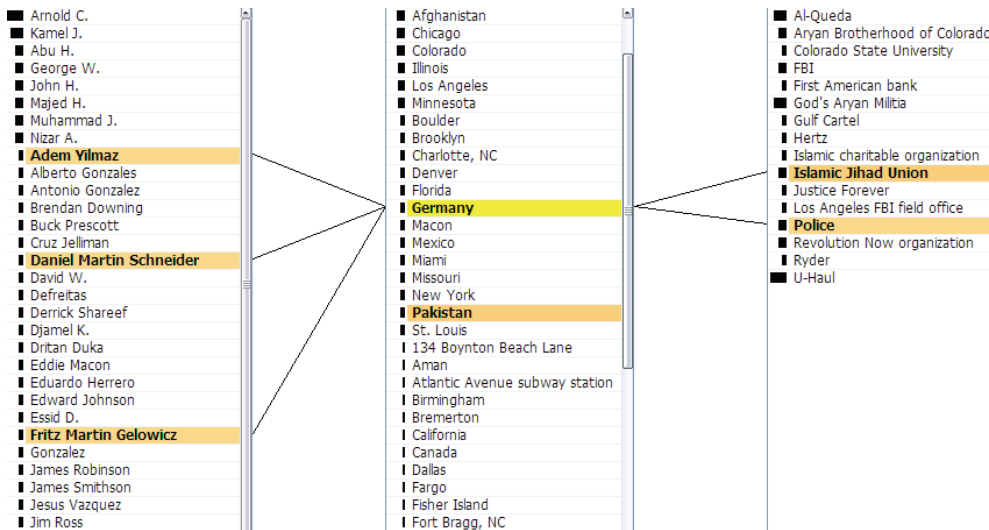 Arnold C.
Kamel J.
Abu H.
George W.
John H.
Majed H.
Muhammad J.
Nizar A.
Adem Yilmaz
Alberto Gonzales
Antonio Gonzalez
Brendan Downing
Buck Prescott
Cruz Jelliman
Daniel Martin Schneider
David W.
Defreitas
Derrick Shareef
Djamel K.
Dritan Duka
Eddie Macon
Eduardo Herrero
Edward Johnson
Essid D.
Fritz Martin Gelowicz
Gonzalez
James Robinson
James Smithson
Jesus Vazquez
Jim Ross
Afghanistan
Chicago
Colorado
Illinois
Los Angeles
Minnesota
Boulder
Brooklyn
Charlotte, NC
Denver
Florida
Germany
Macon
Mexico
Miami
Missouri
New York
Pakistan
St. Louis
134 Boynton Beach Lane
Aman
Atlantic Avenue subway station
Birmingham
Bremerton
California
Canada
Dallas
Fargo
Fisher Island
Fort Bragg, NC
Al-Queda
Aryan Brotherhood of Colorado
Colorado State University
FBI
First American bank
God's Aryan Militia
Gulf Cartel
Hertz
Islamic charitable organization
Islamic Jihad Union
Justice Forever
Los Angeles FBI field office
Police
Revolution Now organization
Ryder
U-Haul